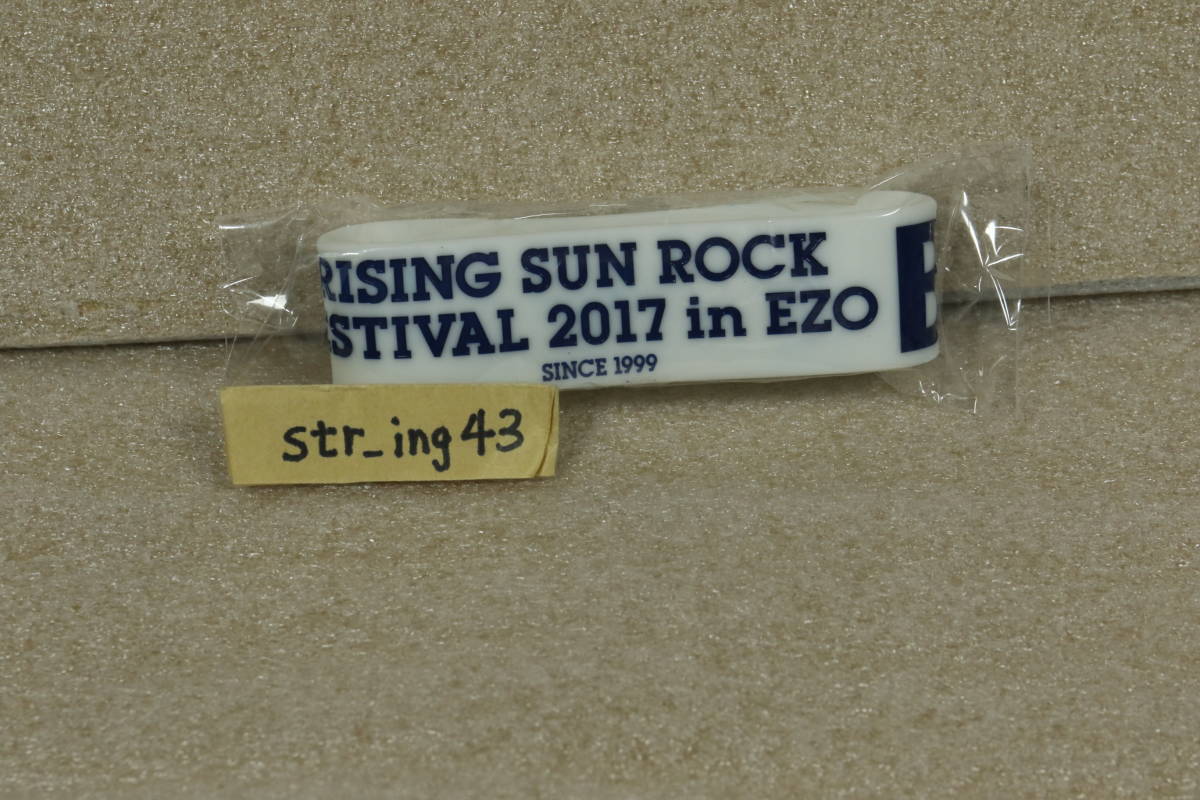 RISING SUN ROCK
STIVAL 2017 in EZO
SINCE 1999
str_ing43